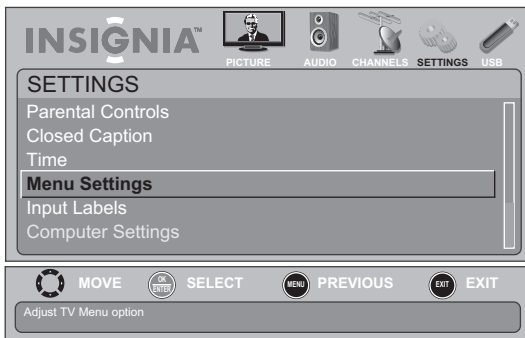 INSIGNIA™
PICTURE AUDIO CHANNELS SETTINGS USB
SETTINGS
Parental Controls
Closed Caption
Time
Menu Settings
Input Labels
Computer Settings
MOVE OK ENTER SELECT MENU PREVIOUS EXIT EXIT
Adjust TV Menu option